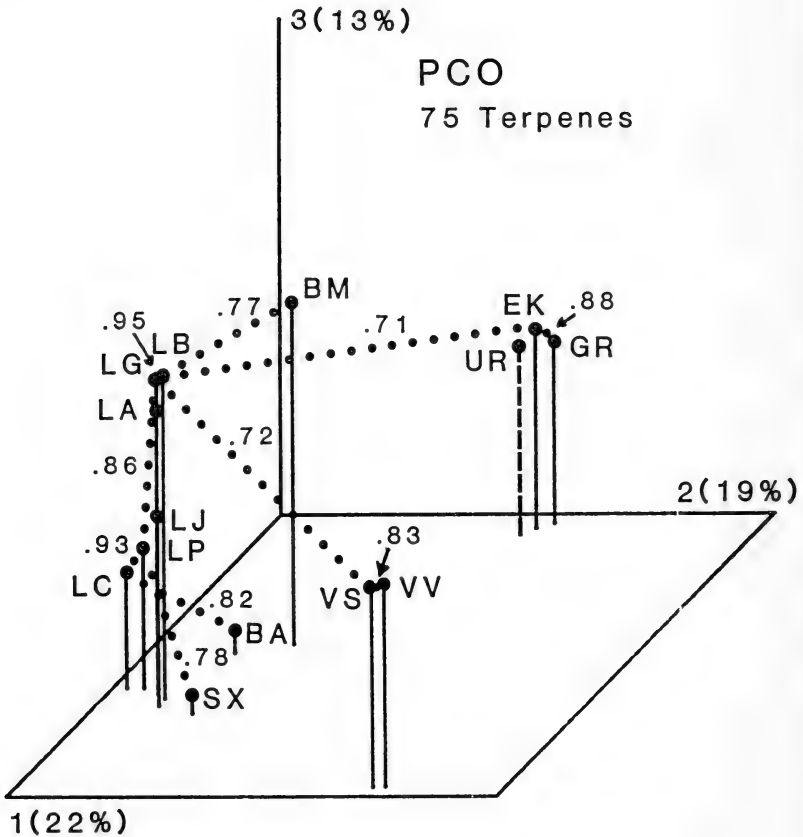 3(13%)
PCO
75 Terpenes
BM
.77
EK
.88
.95
LB
.71
LG
UR
GR
LA
.72
.86
2(19%)
LJ
.93
LP
.83
LC
VS
VV
.82
BA
.78
SX
1(22%)